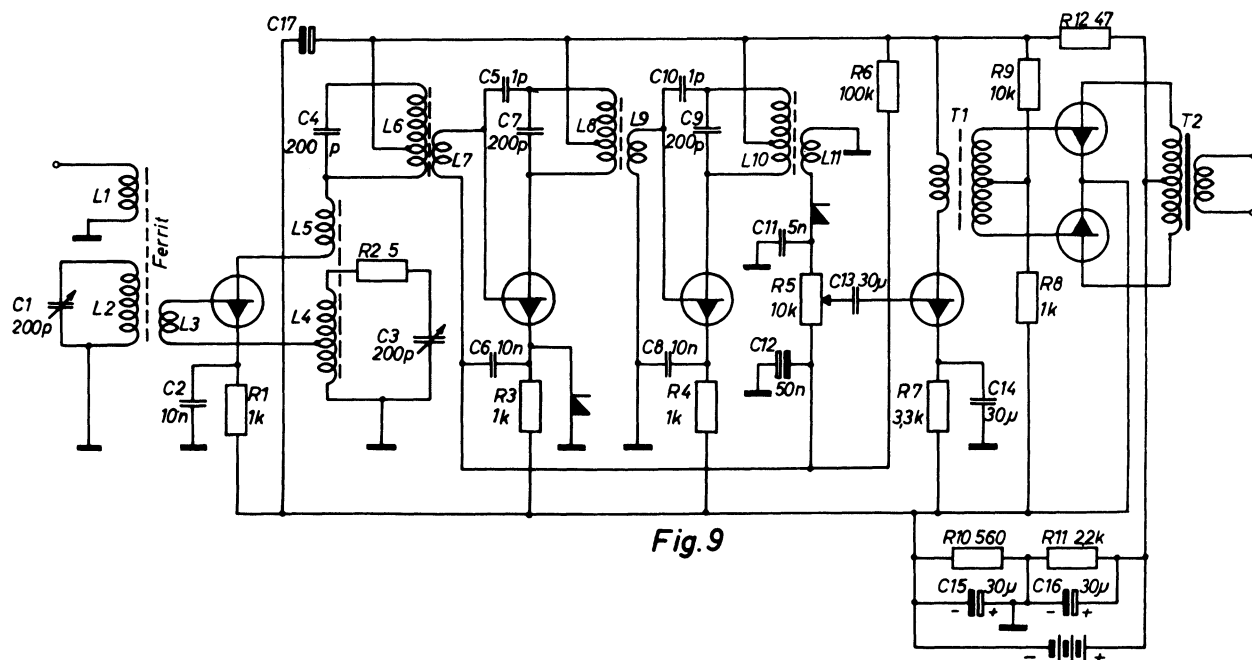 C17
R12 47
C5 1p
C10 1p
R6
100k
R9
10k
C4
200 p
L6
C7
200p
L8
L9
C9
200p
L10
L11
L7
T1
T2
L1
Ferrit
L5
R2 5
C11 5n
C1
200p
L2
L3
L4
C3
200p
R5
10k
C13 30µ
R8
1k
C6 10n
C8 10n
C12
50n
C2
10n
R1
1k
R3
1k
R4
1k
R7
3,3k
C14
30µ
Fig. 9
R10 560
R11 2,2k
C15 30µ
C16 30µ
- +
- +
- +